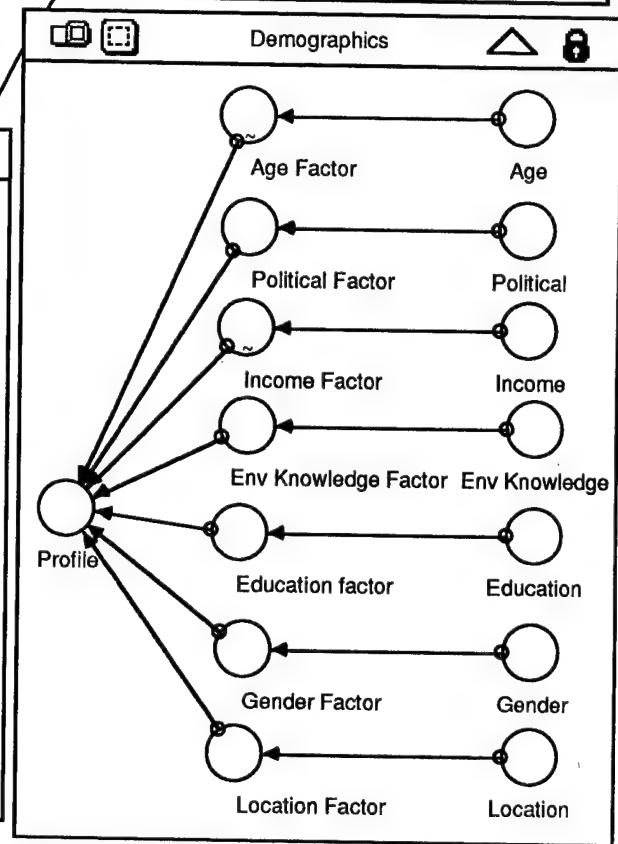 Demographics
Age Factor Age
Political Factor Political
Income Factor Income
Env Knowledge Factor Env Knowledge
Profile
Education factor Education
Gender Factor Gender
Location Factor Location